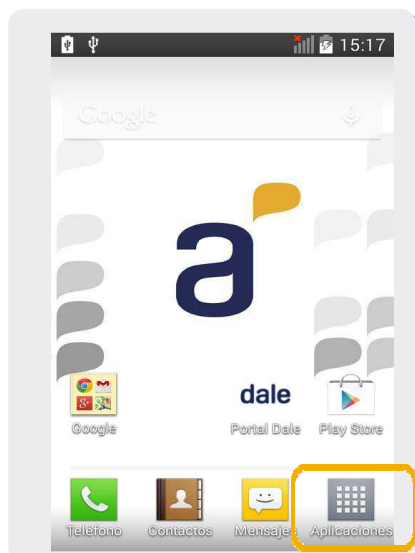 15:17
Google
a
dale
Google
Portal Dale
Play Store
Teléfono
Contactos
Mensajes
Aplicaciones